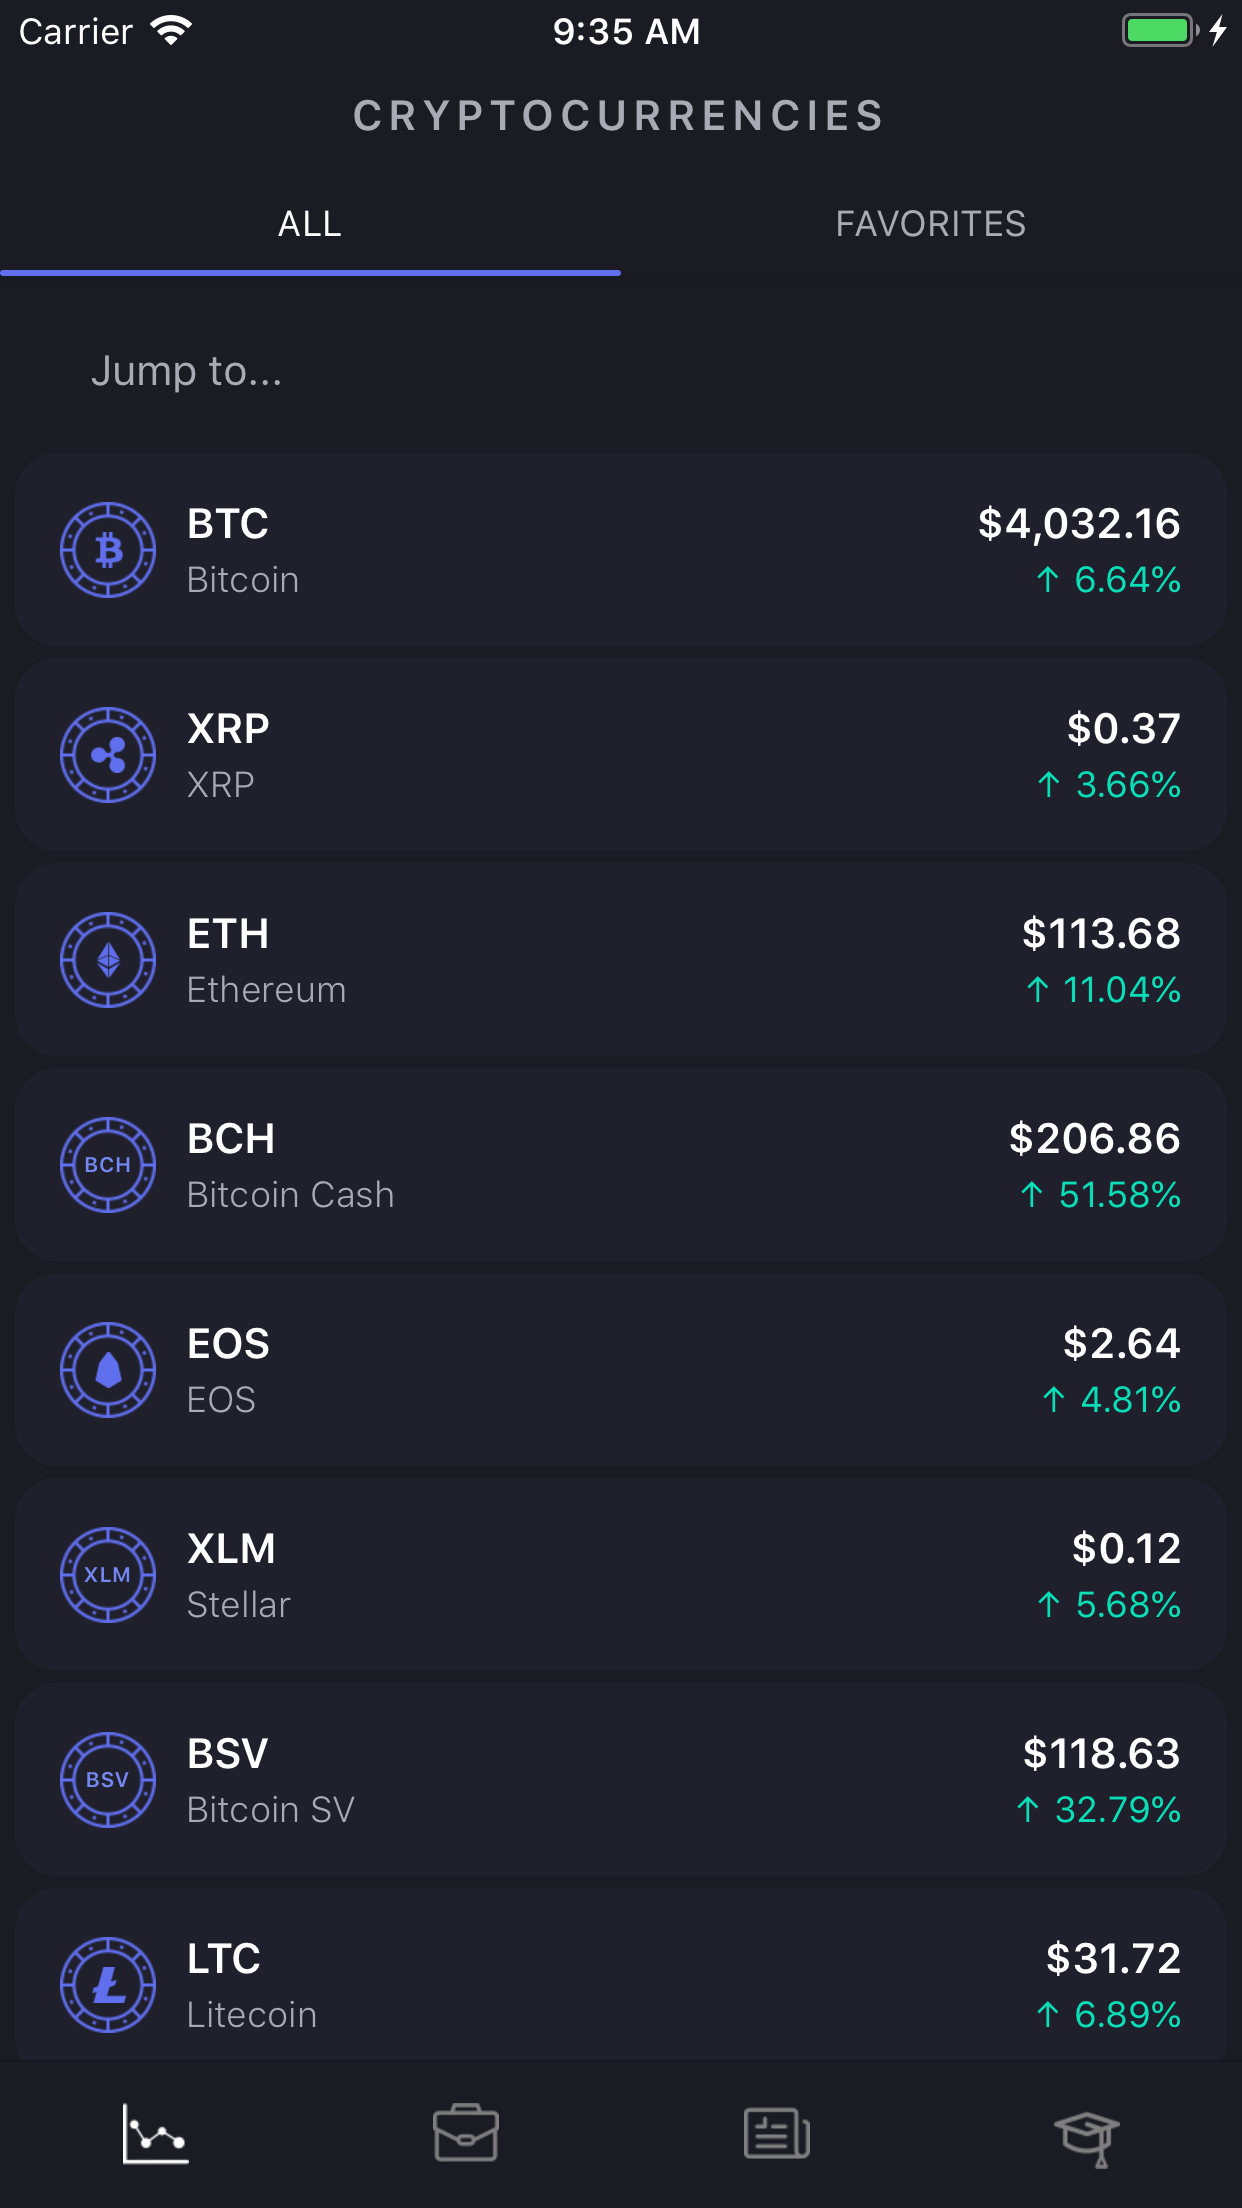 Carrier 9:35 AM
CRYPTOCURRENCIES
ALL FAVORITES
Jump to...
BTC $4,032.16
Bitcoin ↑ 6.64%
XRP $0.37
XRP ↑ 3.66%
ETH $113.68
Ethereum ↑ 11.04%
BCH BCH $206.86
Bitcoin Cash ↑ 51.58%
EOS $2.64
EOS ↑ 4.81%
XLM XLM $0.12
Stellar ↑ 5.68%
BSV BSV $118.63
Bitcoin SV ↑ 32.79%
LTC $31.72
Litecoin ↑ 6.89%